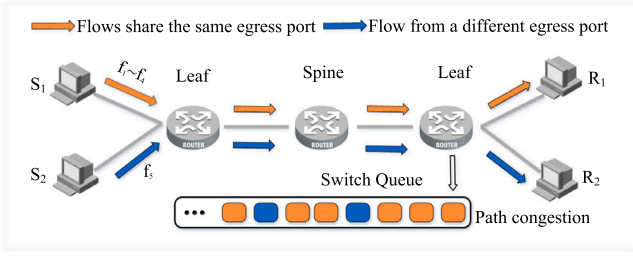 Flows share the same egress port
Flow from a different egress port
f₁~f₄
S₁
Leaf
Spine
Leaf
R₁
ROUTER
ROUTER
ROUTER
S₂
f₅
R₂
Switch Queue
•••
Path congestion